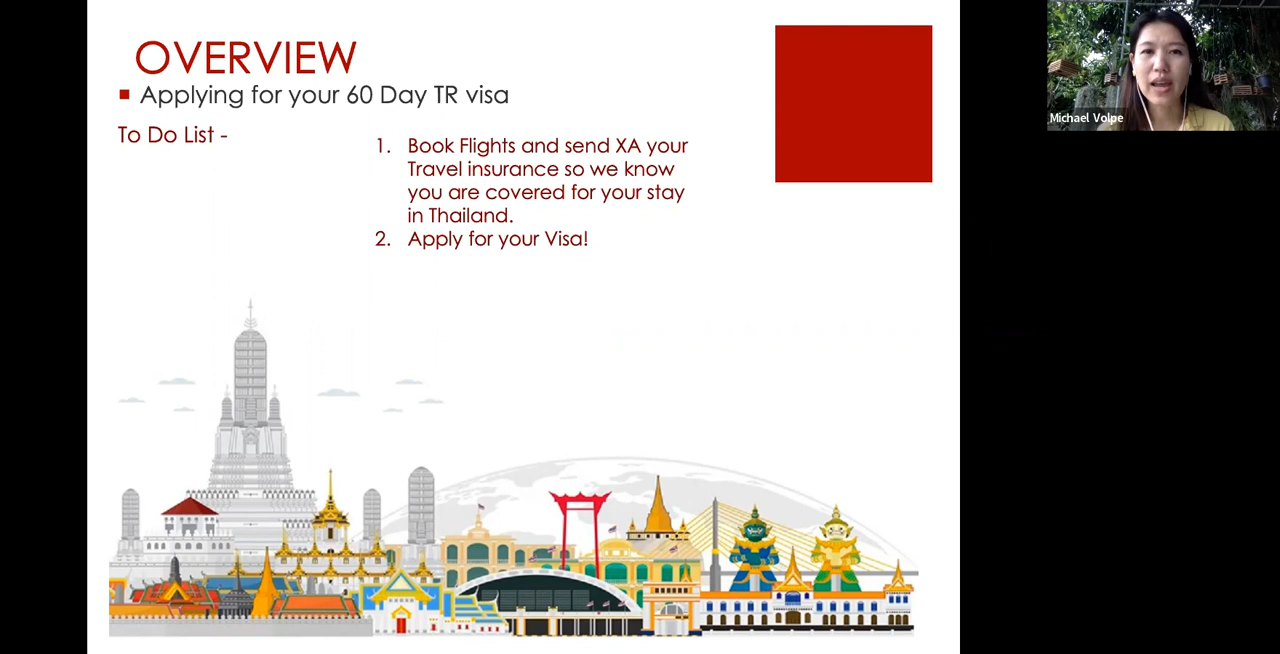 OVERVIEW
Applying for your 60 Day TR visa
To Do List -
1. Book Flights and send XA your
Travel insurance so we know
you are covered for your stay
in Thailand.
2. Apply for your Visa!
Michael Volpe